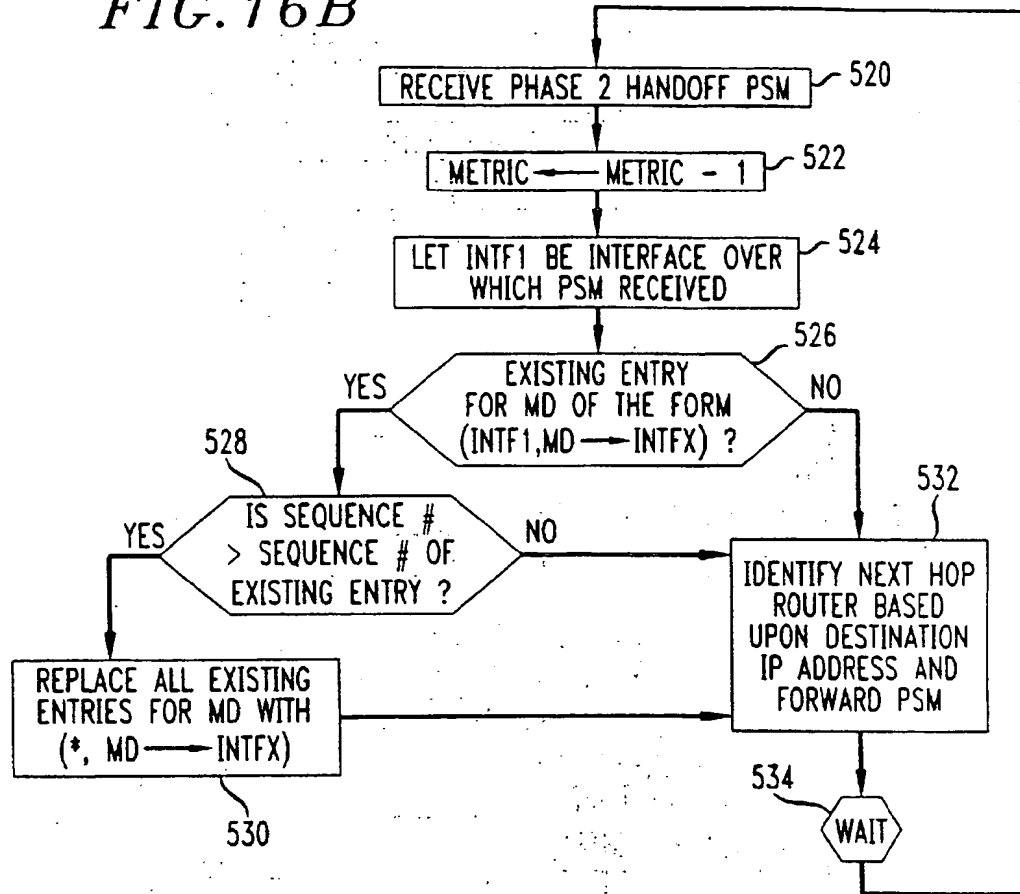 FIG. 16B
RECEIVE PHASE 2 HANDOFF PSM
520
METRIC ← METRIC - 1
522
LET INTF1 BE INTERFACE OVER
WHICH PSM RECEIVED
524
526
EXISTING ENTRY
FOR MD OF THE FORM
(INTF1,MD → INTFX) ?
YES
NO
528
IS SEQUENCE #
> SEQUENCE # OF
EXISTING ENTRY ?
YES
NO
532
IDENTIFY NEXT HOP
ROUTER BASED
UPON DESTINATION
IP ADDRESS AND
FORWARD PSM
REPLACE ALL EXISTING
ENTRIES FOR MD WITH
(*, MD → INTFX)
530
534
WAIT